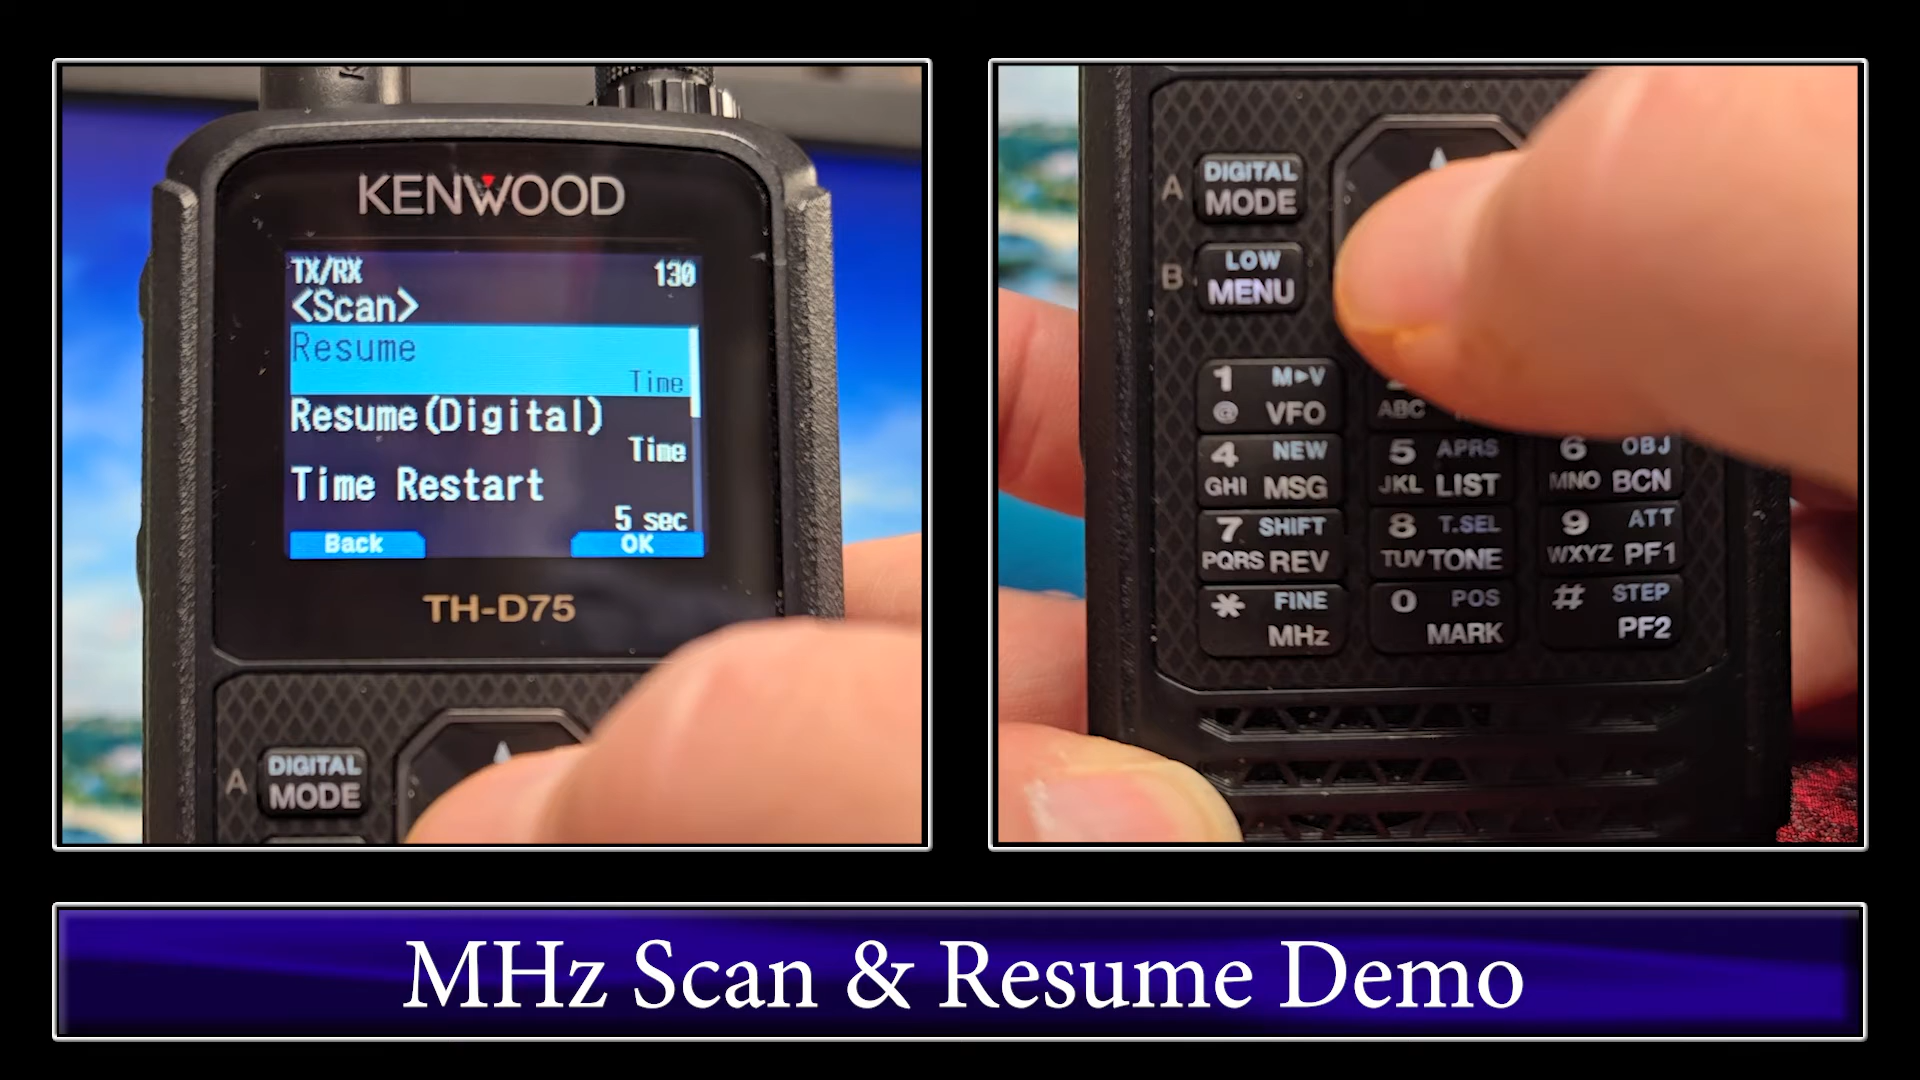 KENWOOD
TX/RX 130
<Scan>
Resume
Time
Resume(Digital)
Time
Time Restart
5 sec
Back OK
TH-D75
A DIGITAL
MODE
A DIGITAL
MODE
B LOW
MENU
1 M►V
@ VFO
ABC
4 NEW
GHI MSG
5 APRS
JKL LIST
6 OBJ
MNO BCN
7 SHIFT
PQRS REV
8 T.SEL
TUV TONE
9 ATT
WXYZ PF1
* FINE
MHz
0 POS
MARK
# STEP
PF2
MHz Scan & Resume Demo